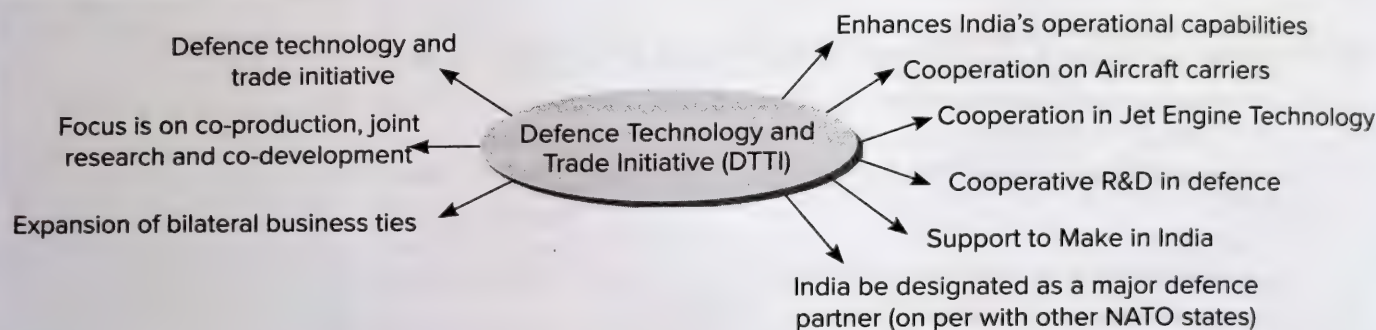 Defence technology and
trade initiative
Focus is on co-production, joint
research and co-development
Expansion of bilateral business ties
Defence Technology and
Trade Initiative (DTTI)
Enhances India's operational capabilities
Cooperation on Aircraft carriers
Cooperation in Jet Engine Technology
Cooperative R&D in defence
Support to Make in India
India be designated as a major defence
partner (on per with other NATO states)